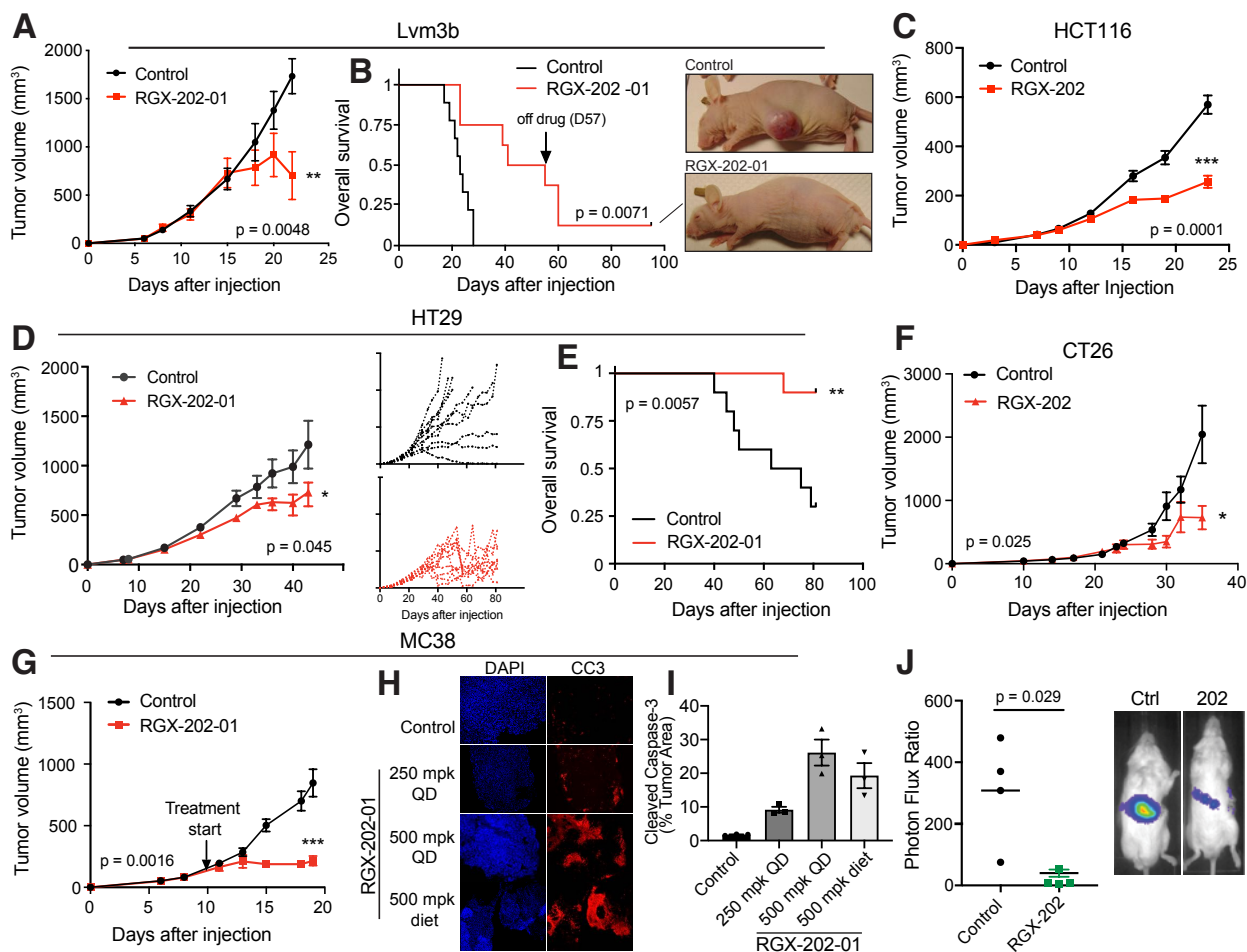 A
Lvm3b
2000
1500
1000
500
0
Tumor volume (mm³)
Control
RGX-202-01
**
p = 0.0048
0 5 10 15 20 25
Days after injection
B
Control
RGX-202 -01
off drug (D57)
1
0.75
0.5
0.25
0
Overall survival
p = 0.0071
0 20 40 60 80 100
Days after injection
Control
RGX-202-01
C
HCT116
600
400
200
0
Tumor volume (mm³)
Control
RGX-202
***
p = 0.0001
0 5 10 15 20 25
Days after Injection
D
HT29
2000
1500
1000
500
0
Tumor volume (mm³)
Control
RGX-202-01
*
p = 0.045
0 10 20 30 40 50
Days after injection
0 10 20 30 40 50 60 70 80
Days after injection
E
1
0.5
0
Overall survival
p = 0.0057
**
Control
RGX-202-01
0 20 40 60 80 100
Days after injection
F
CT26
3000
2000
1000
0
Tumor volume (mm³)
Control
RGX-202
*
p = 0.025
0 10 20 30 40
Days after injection
G
MC38
1500
1000
500
0
Tumor volume (mm³)
Control
RGX-202-01
Treatment
start
***
p = 0.0016
0 5 10 15 20
Days after injection
H
DAPI CC3
Control
250 mpk
QD
500 mpk
QD
500 mpk
diet
RGX-202-01
I
40
30
20
10
0
Cleaved Caspase-3
(% Tumor Area)
Control
250 mpk QD
500 mpk QD
500 mpk diet
RGX-202-01
J
600
400
200
0
Photon Flux Ratio
p = 0.029
Control
RGX-202
Ctrl 202